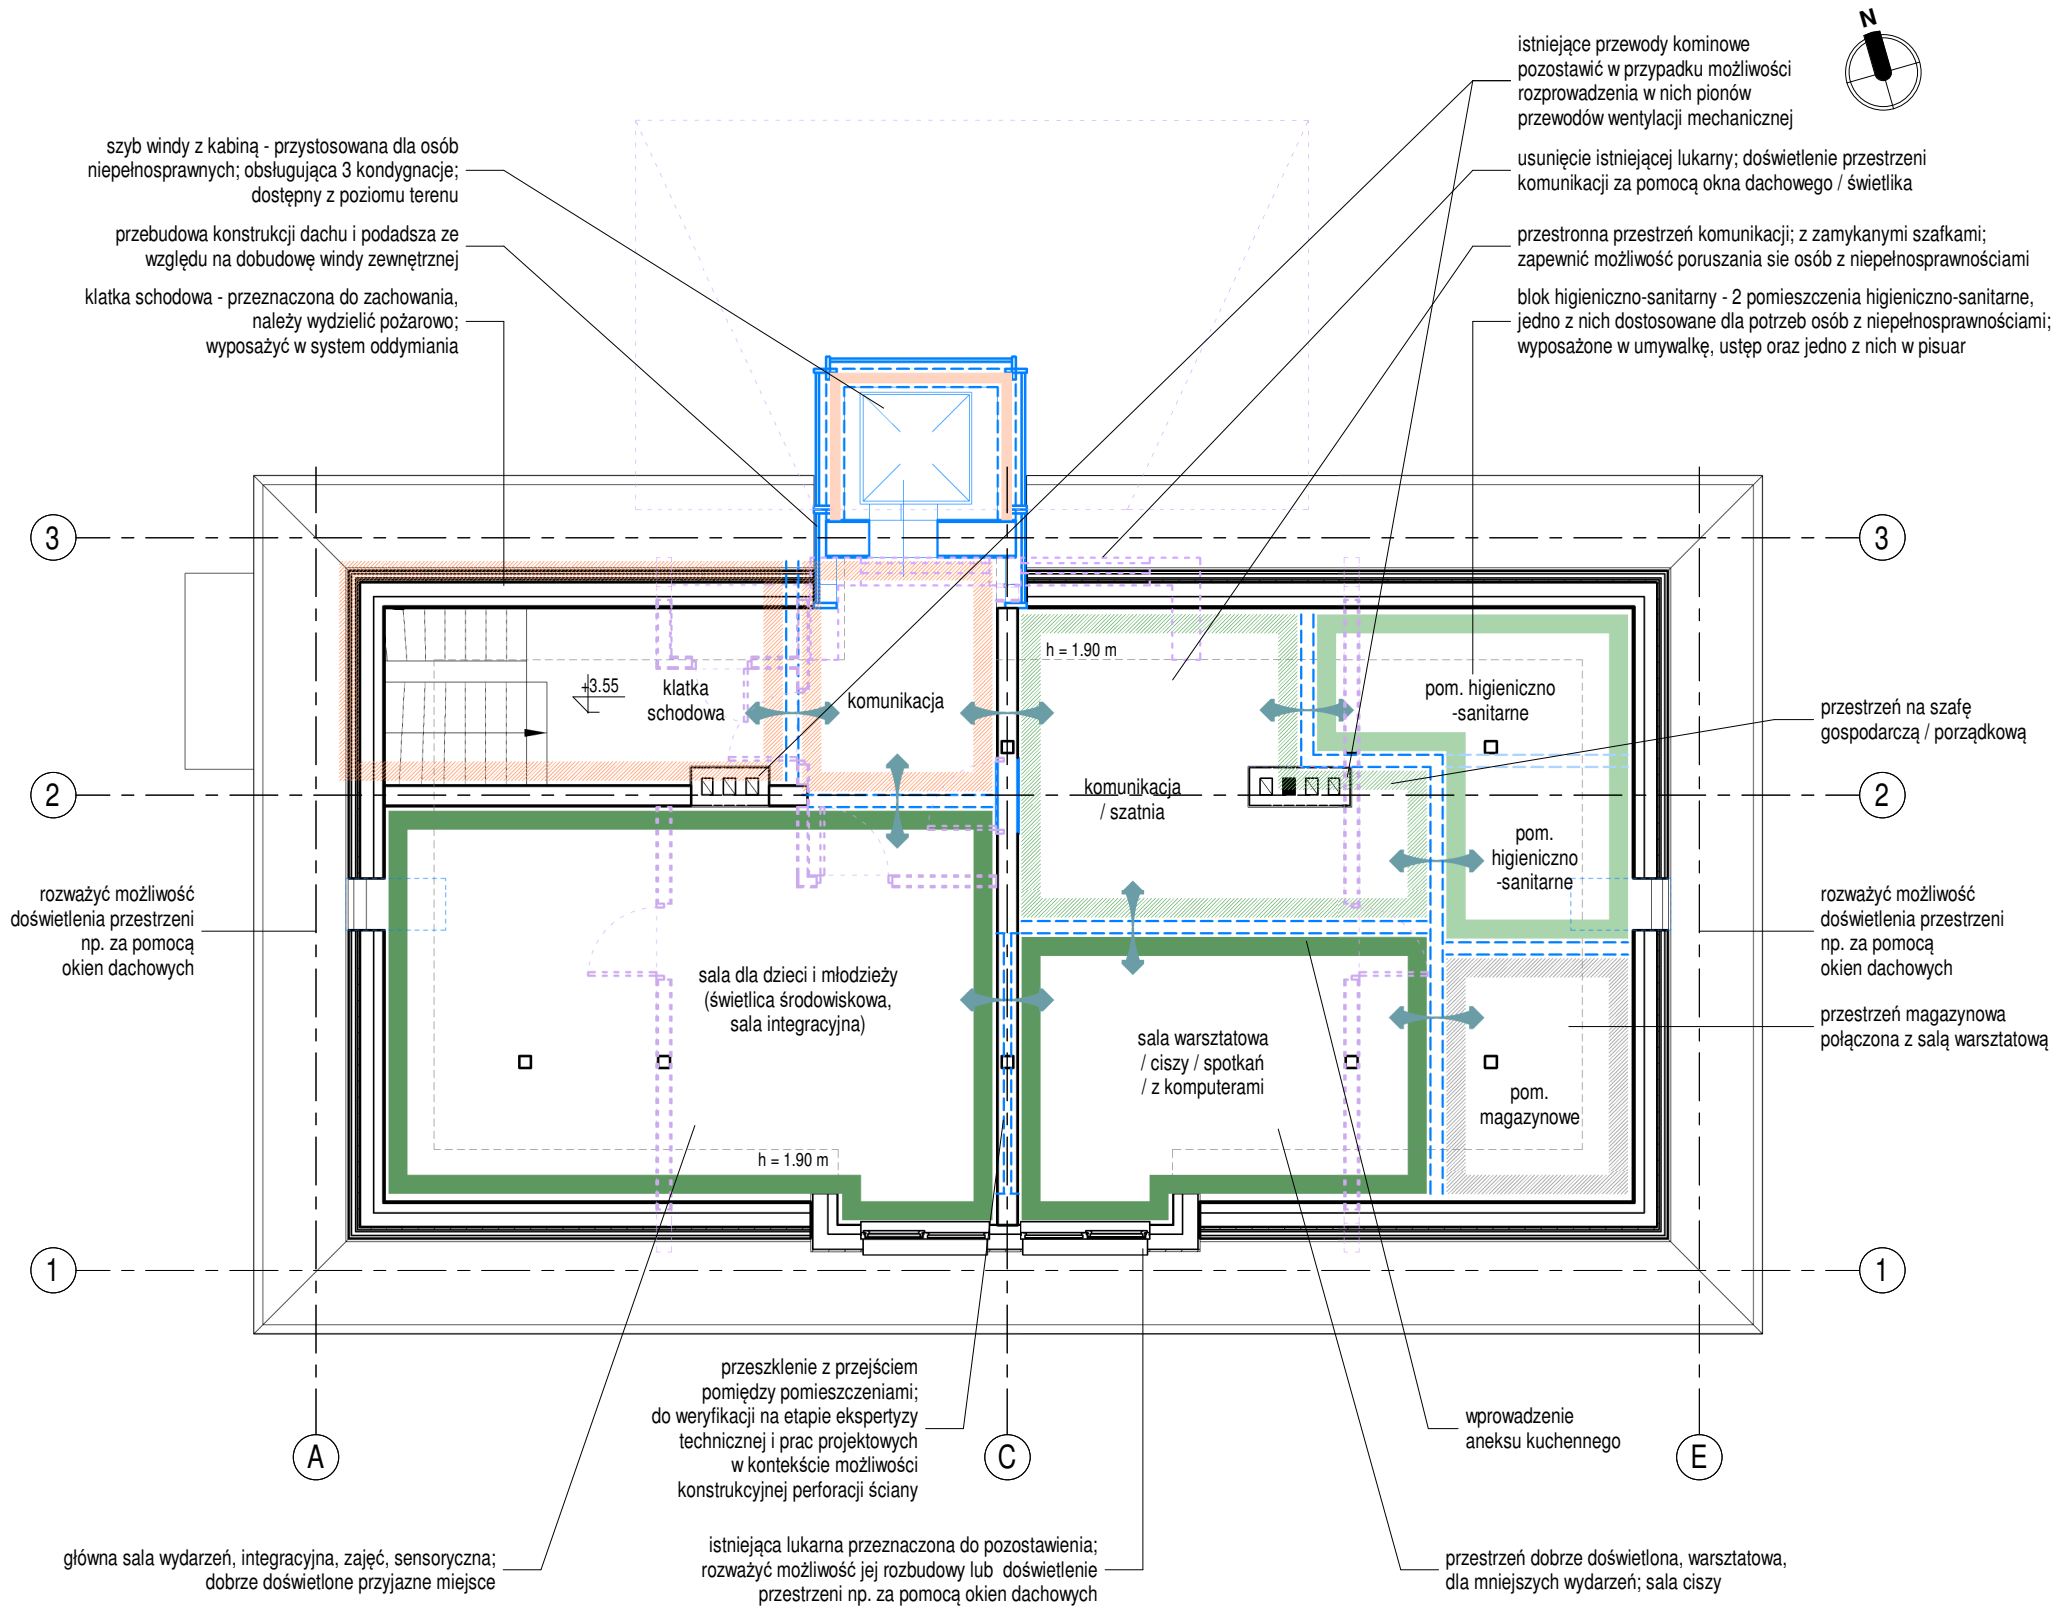 N
istniejące przewody kominowe
pozostawić w przypadku możliwości
rozprowadzenia w nich pionów
przewodów wentylacji mechanicznej
szyb windy z kabiną - przystosowana dla osób
niepełnosprawnych; obsługująca 3 kondygnacje;
dostępny z poziomu terenu
usunięcie istniejącej lukarny; doświetlenie przestrzeni
komunikacji za pomocą okna dachowego / świetlika
przebudowa konstrukcji dachu i podadsza ze
względu na dobudowę windy zewnętrznej
przestronna przestrzeń komunikacji; z zamykanymi szafkami;
zapewnić możliwość poruszania sie osób z niepełnosprawnościami
klatka schodowa - przeznaczona do zachowania,
należy wydzielić pożarowo;
wyposażyć w system oddymiania
blok higieniczno-sanitarny - 2 pomieszczenia higieniczno-sanitarne,
jedno z nich dostosowane dla potrzeb osób z niepełnosprawnościami;
wyposażone w umywalkę, ustęp oraz jedno z nich w pisuar
3
3
h = 1.90 m
+3.55
klatka
schodowa
komunikacja
pom. higieniczno
-sanitarne
przestrzeń na szafę
gospodarczą / porządkową
2
2
komunikacja
/ szatnia
pom.
higieniczno
-sanitarne
rozważyć możliwość
doświetlenia przestrzeni
np. za pomocą
okien dachowych
rozważyć możliwość
doświetlenia przestrzeni
np. za pomocą
okien dachowych
sala dla dzieci i młodzieży
(świetlica środowiskowa,
sala integracyjna)
przestrzeń magazynowa
połączona z salą warsztatową
sala warsztatowa
/ ciszy / spotkań
/ z komputerami
pom.
magazynowe
h = 1.90 m
1
1
przeszklenie z przejściem
pomiędzy pomieszczeniami;
do weryfikacji na etapie ekspertyzy
technicznej i prac projektowych
w kontekście możliwości
konstrukcyjnej perforacji ściany
wprowadzenie
aneksu kuchennego
A
C
E
główna sala wydarzeń, integracyjna, zajęć, sensoryczna;
dobrze doświetlone przyjazne miejsce
istniejąca lukarna przeznaczona do pozostawienia;
rozważyć możliwość jej rozbudowy lub doświetlenie
przestrzeni np. za pomocą okien dachowych
przestrzeń dobrze doświetlona, warsztatowa,
dla mniejszych wydarzeń; sala ciszy